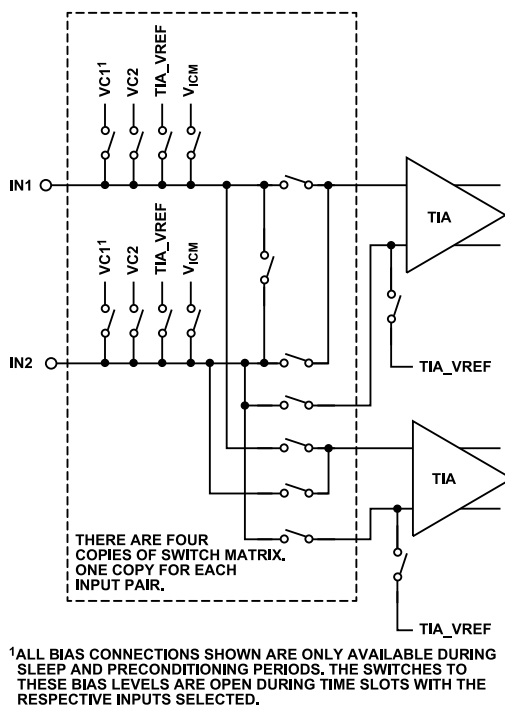 VC1¹
VC2
TIA_VREF
VICM
IN1
TIA
VC1¹
VC2
TIA_VREF
VICM
IN2
TIA_VREF
TIA
THERE ARE FOUR
COPIES OF SWITCH MATRIX.
ONE COPY FOR EACH
INPUT PAIR.
TIA_VREF
¹ALL BIAS CONNECTIONS SHOWN ARE ONLY AVAILABLE DURING
SLEEP AND PRECONDITIONING PERIODS. THE SWITCHES TO
THESE BIAS LEVELS ARE OPEN DURING TIME SLOTS WITH THE
RESPECTIVE INPUTS SELECTED.